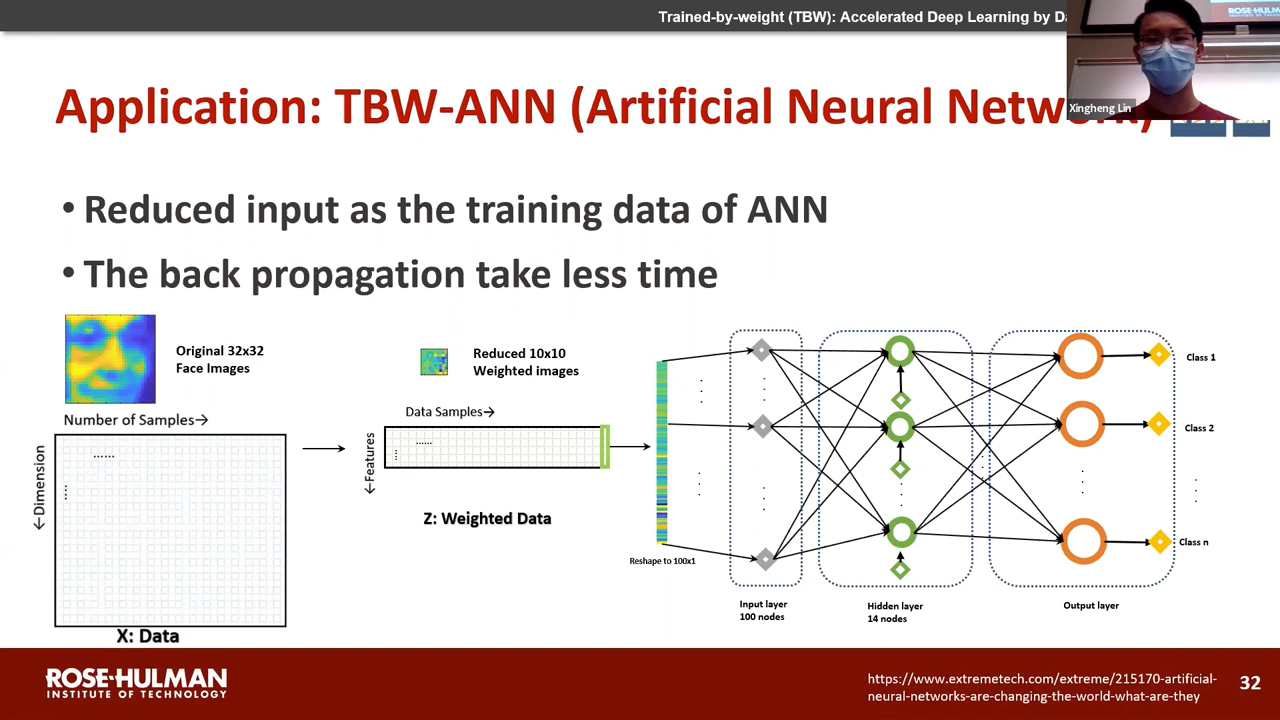 Trained-by-weight (TBW): Accelerated Deep Learning by
Xingheng Lin
Application: TBW-ANN (Artificial Neural Network)
• Reduced input as the training data of ANN
• The back propagation take less time
Original 32x32
Face Images
Number of Samples→
←Dimension
X: Data
Reduced 10x10
Weighted images
Data Samples→
←Features
Z: Weighted Data
Reshape to 100x1
Input layer
100 nodes
Hidden layer
14 nodes
Output layer
Class 1
Class 2
Class n
ROSE-HULMAN
INSTITUTE OF TECHNOLOGY
https://www.extremetech.com/extreme/215170-artificial-
neural-networks-are-changing-the-world-what-are-they
32